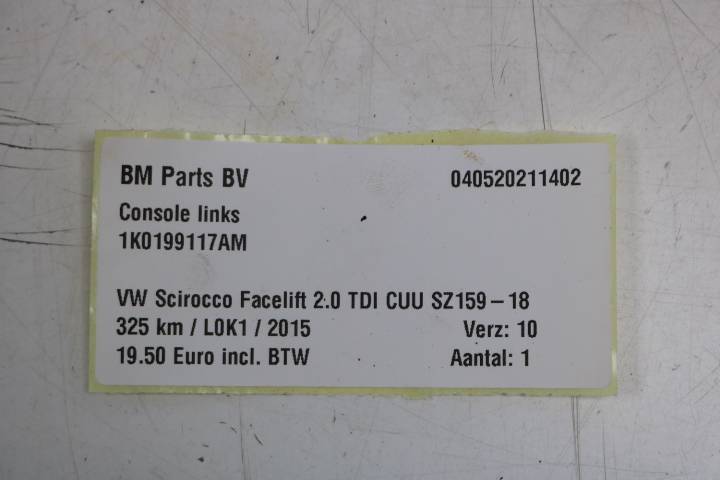 BM Parts BV 040520211402
Console links
1K0199117AM
VW Scirocco Facelift 2.0 TDI CUU SZ159-18
325 km / L0K1 / 2015 Verz: 10
19.50 Euro incl. BTW Aantal: 1